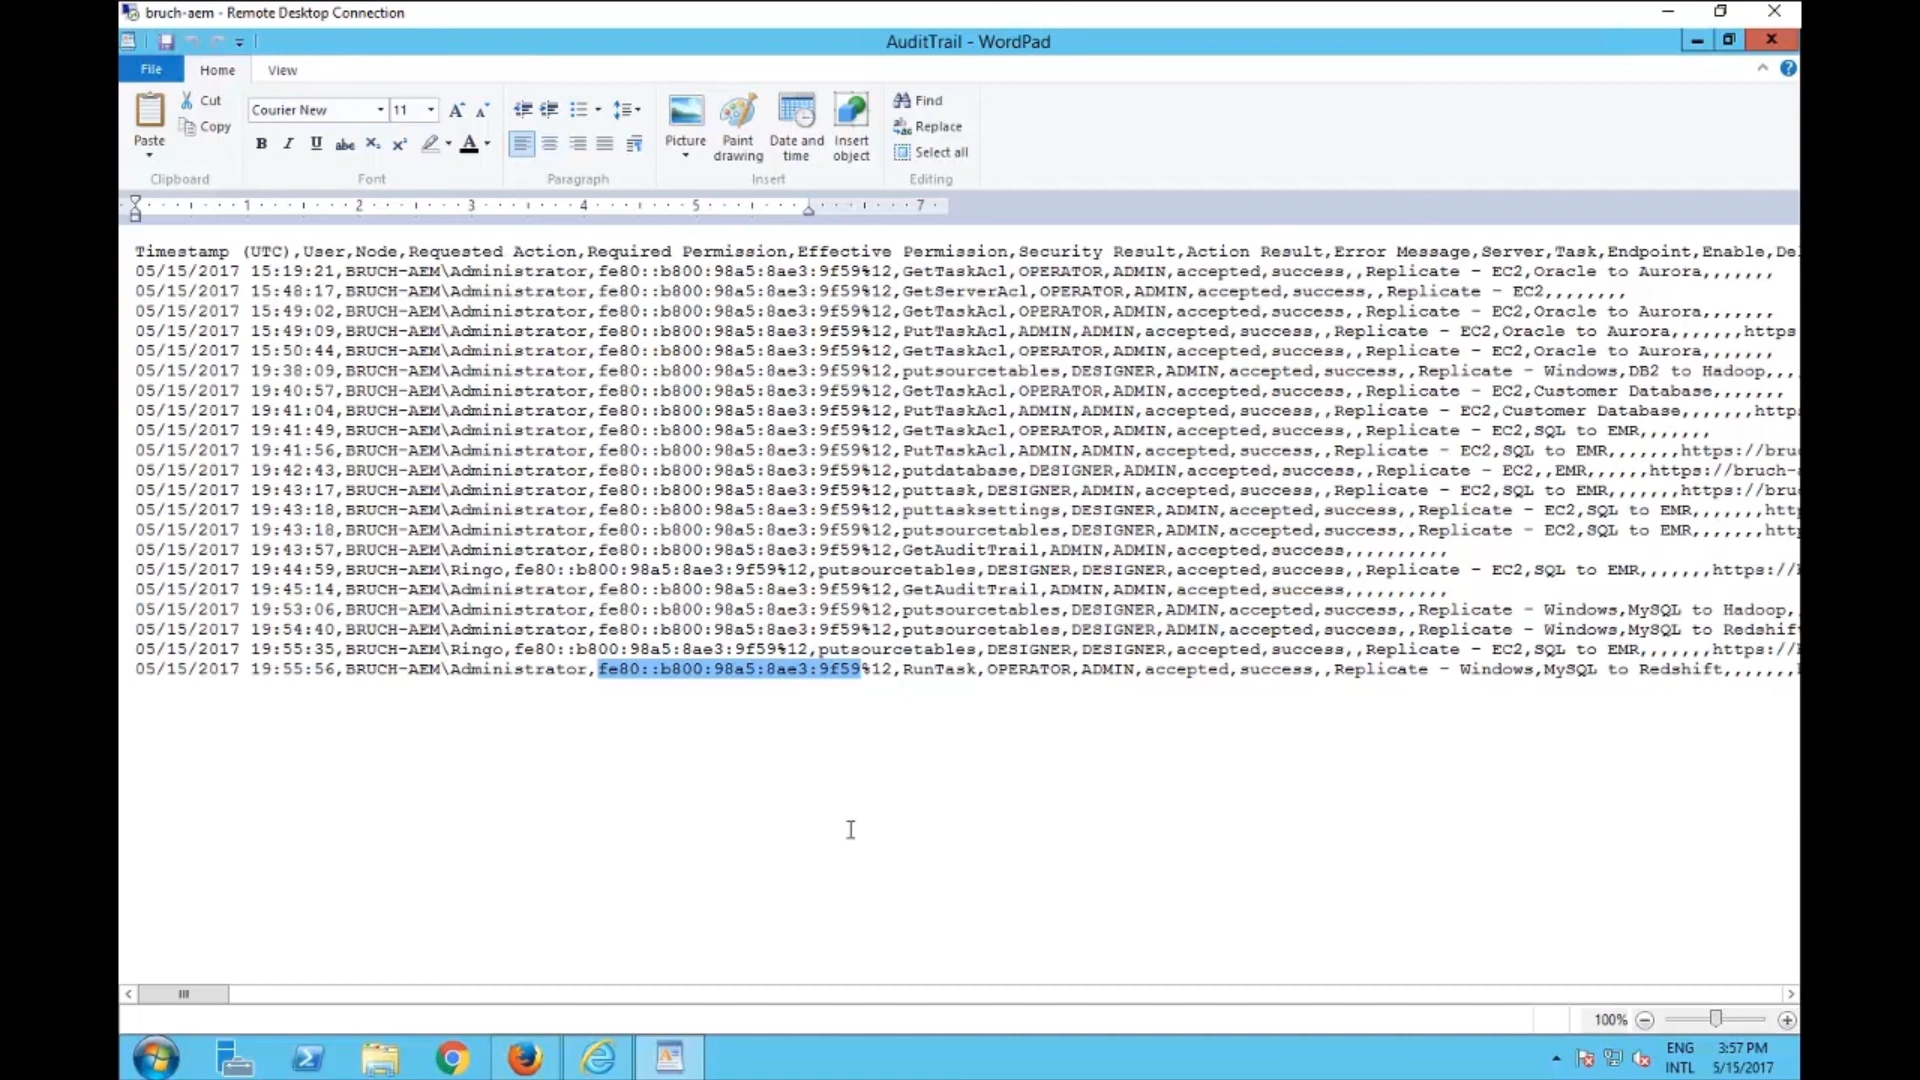 bruch-aem - Remote Desktop Connection
AuditTrail - WordPad
File Home View
Paste
Cut
Copy
Clipboard
Courier New 11
B I U abc X₂ X² A
Font
Paragraph
Picture
Paint drawing
Date and time
Insert object
Insert
Find
Replace
Select all
Editing
1 2 3 4 5 7
Timestamp (UTC),User,Node,Requested Action,Required Permission,Effective Permission,Security Result,Action Result,Error Message,Server,Task,Endpoint,Enable,De
05/15/2017 15:19:21,BRUCH-AEM\Administrator,fe80::b800:98a5:8ae3:9f59%12,GetTaskAcl,OPERATOR,ADMIN,accepted,success,,Replicate - EC2,Oracle to Aurora,,,,,,,
05/15/2017 15:48:17,BRUCH-AEM\Administrator,fe80::b800:98a5:8ae3:9f59%12,GetServerAcl,OPERATOR,ADMIN,accepted,success,,Replicate - EC2,,,,,,,,
05/15/2017 15:49:02,BRUCH-AEM\Administrator,fe80::b800:98a5:8ae3:9f59%12,GetTaskAcl,OPERATOR,ADMIN,accepted,success,,Replicate - EC2,Oracle to Aurora,,,,,,,
05/15/2017 15:49:09,BRUCH-AEM\Administrator,fe80::b800:98a5:8ae3:9f59%12,PutTaskAcl,ADMIN,ADMIN,accepted,success,,Replicate - EC2,Oracle to Aurora,,,,,,,https
05/15/2017 15:50:44,BRUCH-AEM\Administrator,fe80::b800:98a5:8ae3:9f59%12,GetTaskAcl,OPERATOR,ADMIN,accepted,success,,Replicate - EC2,Oracle to Aurora,,,,,,,
05/15/2017 19:38:09,BRUCH-AEM\Administrator,fe80::b800:98a5:8ae3:9f59%12,putsourcetables,DESIGNER,ADMIN,accepted,success,,Replicate - Windows,DB2 to Hadoop,,,,
05/15/2017 19:40:57,BRUCH-AEM\Administrator,fe80::b800:98a5:8ae3:9f59%12,GetTaskAcl,OPERATOR,ADMIN,accepted,success,,Replicate - EC2,Customer Database,,,,,,,
05/15/2017 19:41:04,BRUCH-AEM\Administrator,fe80::b800:98a5:8ae3:9f59%12,PutTaskAcl,ADMIN,ADMIN,accepted,success,,Replicate - EC2,Customer Database,,,,,,,http
05/15/2017 19:41:49,BRUCH-AEM\Administrator,fe80::b800:98a5:8ae3:9f59%12,GetTaskAcl,OPERATOR,ADMIN,accepted,success,,Replicate - EC2,SQL to EMR,,,,,,,
05/15/2017 19:41:56,BRUCH-AEM\Administrator,fe80::b800:98a5:8ae3:9f59%12,PutTaskAcl,ADMIN,ADMIN,accepted,success,,Replicate - EC2,SQL to EMR,,,,,,,https://bru
05/15/2017 19:42:43,BRUCH-AEM\Administrator,fe80::b800:98a5:8ae3:9f59%12,putdatabase,DESIGNER,ADMIN,accepted,success,,Replicate - EC2,,EMR,,,,,,https://bruch-
05/15/2017 19:43:17,BRUCH-AEM\Administrator,fe80::b800:98a5:8ae3:9f59%12,puttask,DESIGNER,ADMIN,accepted,success,,Replicate - EC2,SQL to EMR,,,,,,,https://bru
05/15/2017 19:43:18,BRUCH-AEM\Administrator,fe80::b800:98a5:8ae3:9f59%12,puttasksettings,DESIGNER,ADMIN,accepted,success,,Replicate - EC2,SQL to EMR,,,,,,,htt
05/15/2017 19:43:18,BRUCH-AEM\Administrator,fe80::b800:98a5:8ae3:9f59%12,putsourcetables,DESIGNER,ADMIN,accepted,success,,Replicate - EC2,SQL to EMR,,,,,,,htt
05/15/2017 19:43:57,BRUCH-AEM\Administrator,fe80::b800:98a5:8ae3:9f59%12,GetAuditTrail,ADMIN,ADMIN,accepted,success,,,,,,,,,,
05/15/2017 19:44:59,BRUCH-AEM\Ringo,fe80::b800:98a5:8ae3:9f59%12,putsourcetables,DESIGNER,DESIGNER,accepted,success,,Replicate - EC2,SQL to EMR,,,,,,,https://
05/15/2017 19:45:14,BRUCH-AEM\Administrator,fe80::b800:98a5:8ae3:9f59%12,GetAuditTrail,ADMIN,ADMIN,accepted,success,,,,,,,,,,
05/15/2017 19:53:06,BRUCH-AEM\Administrator,fe80::b800:98a5:8ae3:9f59%12,putsourcetables,DESIGNER,ADMIN,accepted,success,,Replicate - Windows,MySQL to Hadoop,,
05/15/2017 19:54:40,BRUCH-AEM\Administrator,fe80::b800:98a5:8ae3:9f59%12,putsourcetables,DESIGNER,ADMIN,accepted,success,,Replicate - Windows,MySQL to Redshif
05/15/2017 19:55:35,BRUCH-AEM\Ringo,fe80::b800:98a5:8ae3:9f59%12,putsourcetables,DESIGNER,DESIGNER,accepted,success,,Replicate - EC2,SQL to EMR,,,,,,,https://
05/15/2017 19:55:56,BRUCH-AEM\Administrator,fe80::b800:98a5:8ae3:9f59%12,RunTask,OPERATOR,ADMIN,accepted,success,,Replicate - Windows,MySQL to Redshift,,,,,,,
100%
ENG 3:57 PM
INTL 5/15/2017